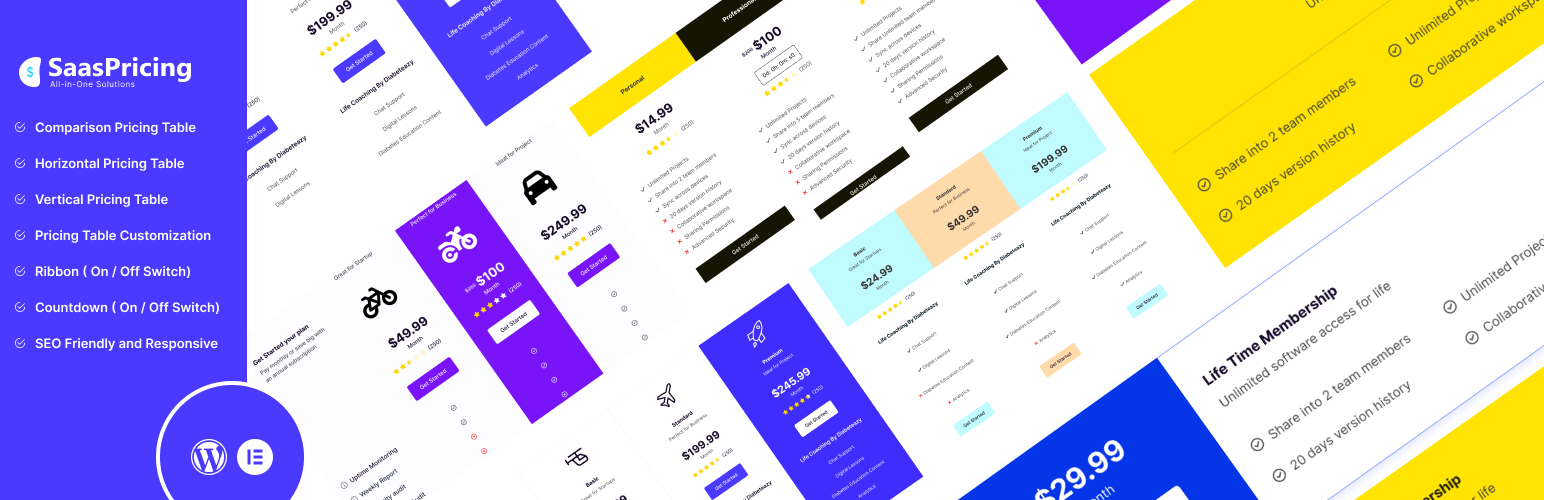 $
SaasPricing
All-in-One Solutions
Comparison Pricing Table
Horizontal Pricing Table
Vertical Pricing Table
Pricing Table Customization
Ribbon ( On / Off Switch)
Countdown ( On / Off Switch)
SEO Friendly and Responsive
$199.99
Month
(250)
Get Started
Life Coaching By Diabeteazy
Chat Support
Digital Lessons
Diabetes Education Content
(250)
Started
Coaching By Diabeteazy
Chat Support
Digital Lessons
Life Coaching By
Chat Support
Digital Lessons
Diabetes Education Content
Analytics
Get Started your plan
Pay monthly or save big with
an annual subscription
Uptime Monitoring
Weekly Report
audit
Great for Startup
$49.99
Month
(250)
Get Started
Perfect for Business
$200 $100
Month
(250)
Get Started
Ideal for Project
$249.99
Month
(250)
Get Started
Personal
$14.99
Month
(250)
Unlimited Projects
Share into 2 team members
Sync across devices
20 days version history
Collaborative workspace
Sharing Permissions
Advanced Security
Get Started
Professional
$200 $100
Month
0d: 0h: 0m: s0
(250)
Unlimited Projects
Share into 5 team members
Sync across devices
20 days version history
Collaborative workspace
Sharing Permissions
Advanced Security
Get Started
Unlimited Projects
Share Unlimited team
Sync across devices
20 days version history
Collaborative workspace
Sharing Permissions
Advanced Security
Get Started
Basic
Great for Startups
$24.99
Month
(250)
Life Coaching By Diabeteazy
Chat Support
Digital Lessons
Diabetes Education Content
Analytics
Get Started
Standard
Perfect for Business
$49.99
Month
(250)
Life Coaching By Diabeteazy
Chat Support
Digital Lessons
Diabetes Education Content
Analytics
Get Started
Premium
Ideal for Project
$199.99
Month
(250)
Life Coaching By Diabeteazy
Chat Support
Digital Lessons
Diabetes Education Content
Analytics
Get Started
Basic
Great for Startups
Standard
Perfect for Business
$199.99
Month
(250)
Get Started
Premium
Ideal for Project
$245.99
Month
(250)
Get Started
Life Coaching By Diabeteazy
Chat Support
Digital Lessons
Diabetes Education Content
Analytics
Share into 2 team members
20 days version history
Unlimited
Collaborative
$29.99
Life Time Membership
Unlimited software access for life
Share into 2 team members
20 days version history
Unlimited